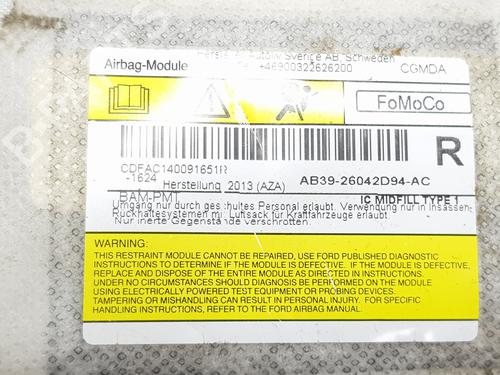 Airbag-Module
Autoliv Sverige AB, Schweden
+46900322626200
CGMDA
FoMoCo
R
CDFAC140091651R
-1624
Herstellung 2013 (AZA)
AB39-26042D94-AC
BAM-PMT
IC MIDFILL TYPE 1
Umgang nur durch geschultes Personal erlaubt. Verwendung nur in Insassen-
Rückhaltesystemen mit Luftsack für Kraftfahrzeuge erlaubt.
Nur inerte Gegenstände verschroten.
WARNING:
THIS RESTRAINT MODULE CANNOT BE REPAIRED. USE FORD PUBLISHED DIAGNOSTIC
INSTRUCTIONS TO DETERMINE IF THE MODULE IS DEFECTIVE. IF THE MODULE IS DEFECTIVE,
REPLACE AND DISPOSE OF THE ENTIRE MODULE AS DIRECTED IN INSTRUCTIONS.
UNDER NO CIRCUMSTANCES SHOULD DIAGNOSIS BE PERFORMED ON THE MODULE
USING ELECTRICALLY POWERED TEST EQUIPMENT OR PROBING DEVICES.
TAMPERING OR MISHANDLING CAN RESULT IN PERSONAL INJURY. FOR SPECIFIC
HANDLING INSTRUCTIONS, REFER TO THE FORD AIRBAG MANUAL.